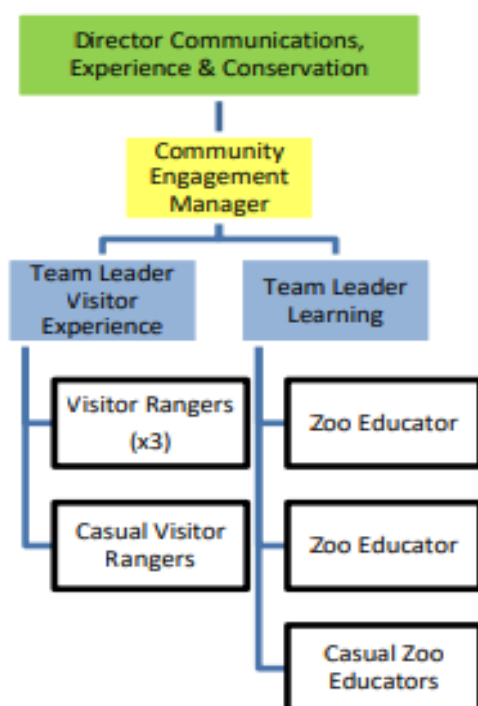 Director Communications,
Experience & Conservation
Community
Engagement
Manager
Team Leader
Visitor
Experience
Team Leader
Learning
Visitor Rangers
(x3)
Casual Visitor
Rangers
Zoo Educator
Zoo Educator
Casual Zoo
Educators